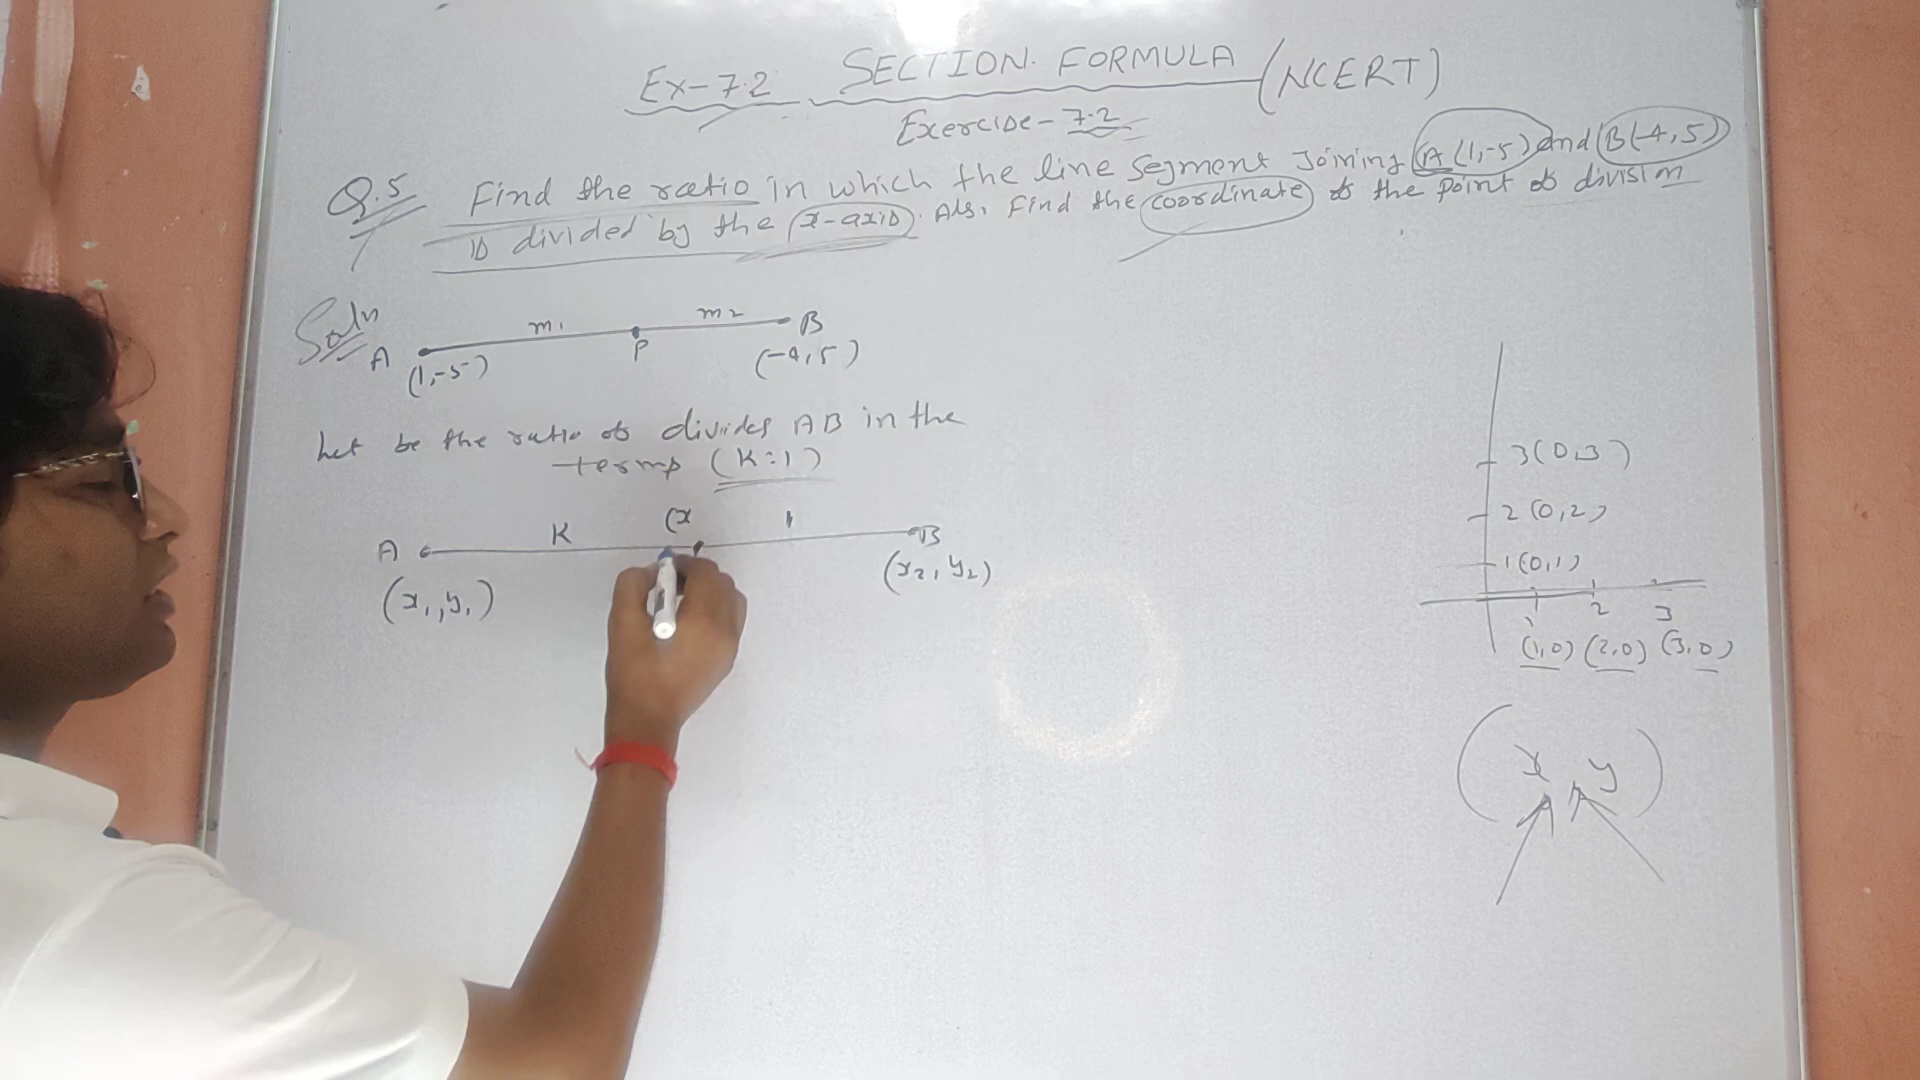 Ex-7.2 SECTION FORMULA (NCERT)
Exercise-7.2
Q.5 Find the ratio in which the line segment Joining A(1,-5) and B(-4,5)
is divided by the x-axis. Also Find the coordinate of the point of division
Soln
m1 m2
A P B
(1,-5) (-4,5)
Let be the ratio of divides AB in the
terms (K:1)
K (x 1
A B
(x1,y1) (x2,y2)
3(0,3)
2(0,2)
1(0,1)
1 2 3
(1,0) (2,0) (3,0)
(x,y)